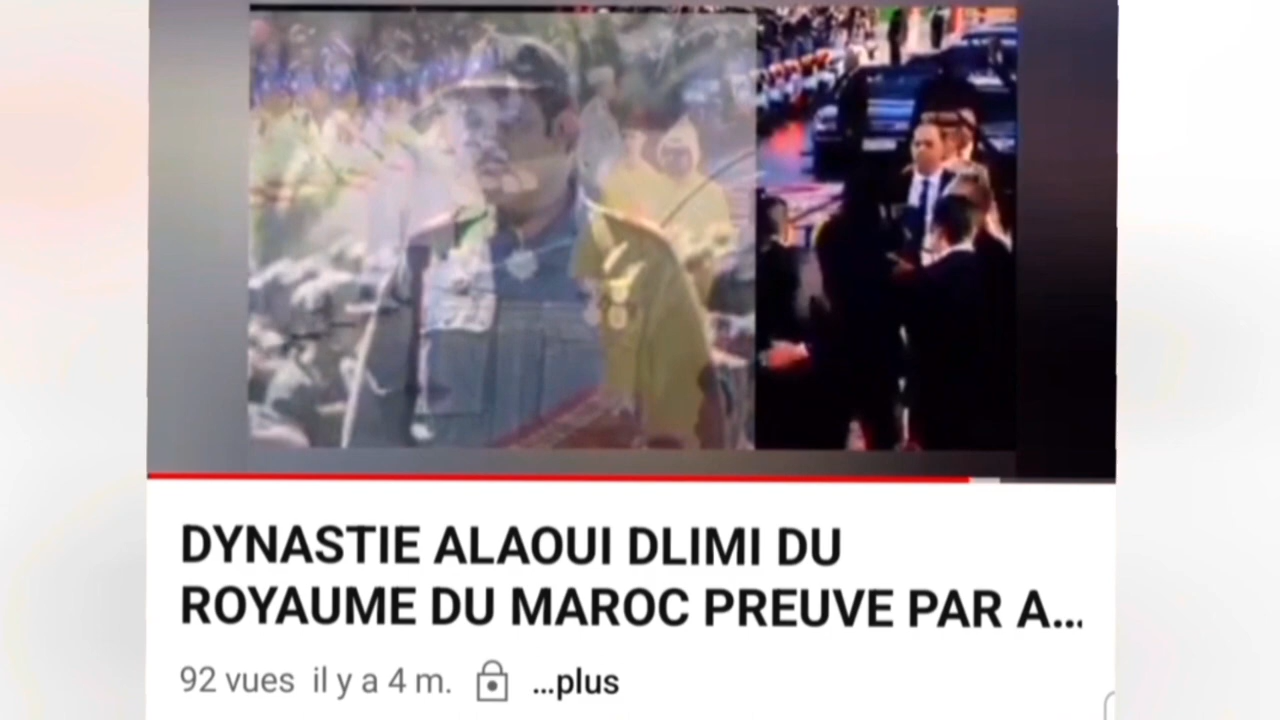 DYNASTIE ALAOUI DLIMI DU
ROYAUME DU MAROC PREUVE PAR A...
92 vues il y a 4 m. ...plus